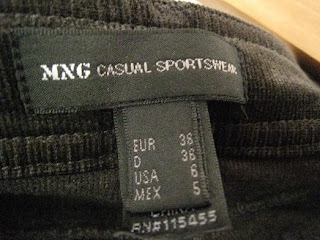 MNG CASUAL SPORTSWEAR
EUR 36
D 36
USA 6
MEX 5
RN#115455